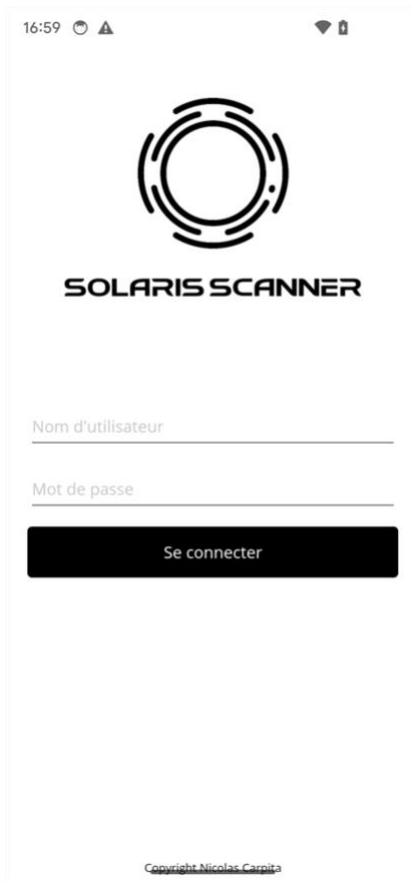 16:59
SOLARIS SCANNER
Nom d'utilisateur
Mot de passe
Se connecter
Copyright Nicolas Carpita